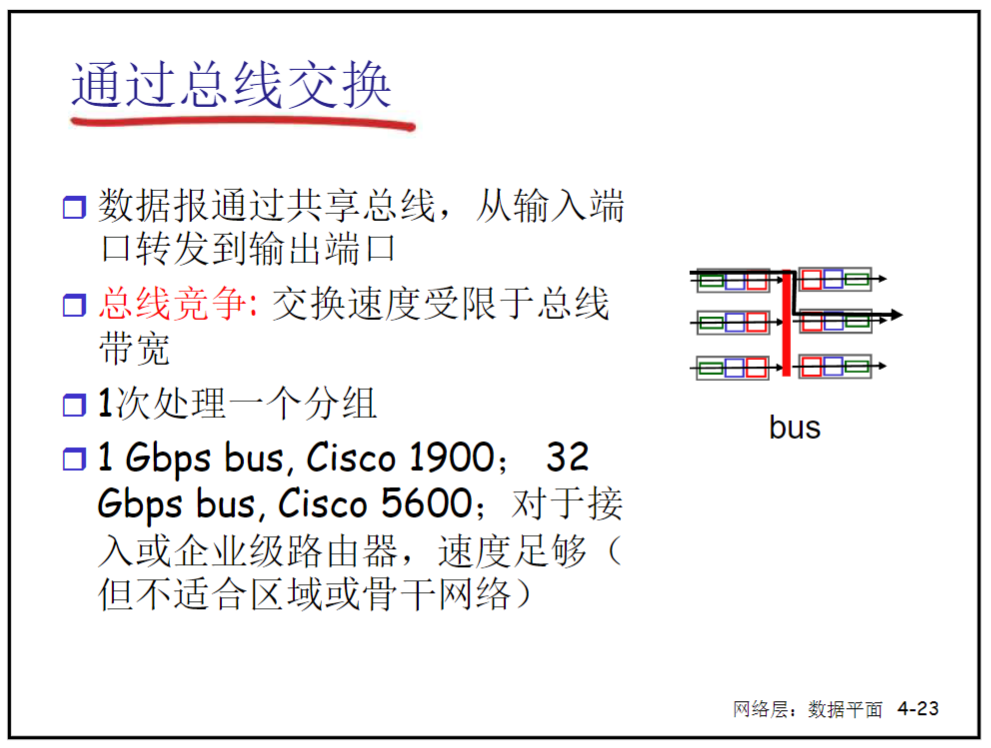 通过总线交换
数据报通过共享总线，从输入端
口转发到输出端口
总线竞争: 交换速度受限于总线
带宽
1次处理一个分组
1 Gbps bus, Cisco 1900； 32
Gbps bus, Cisco 5600；对于接
入或企业级路由器，速度足够（
但不适合区域或骨干网络）
bus
网络层：数据平面 4-23